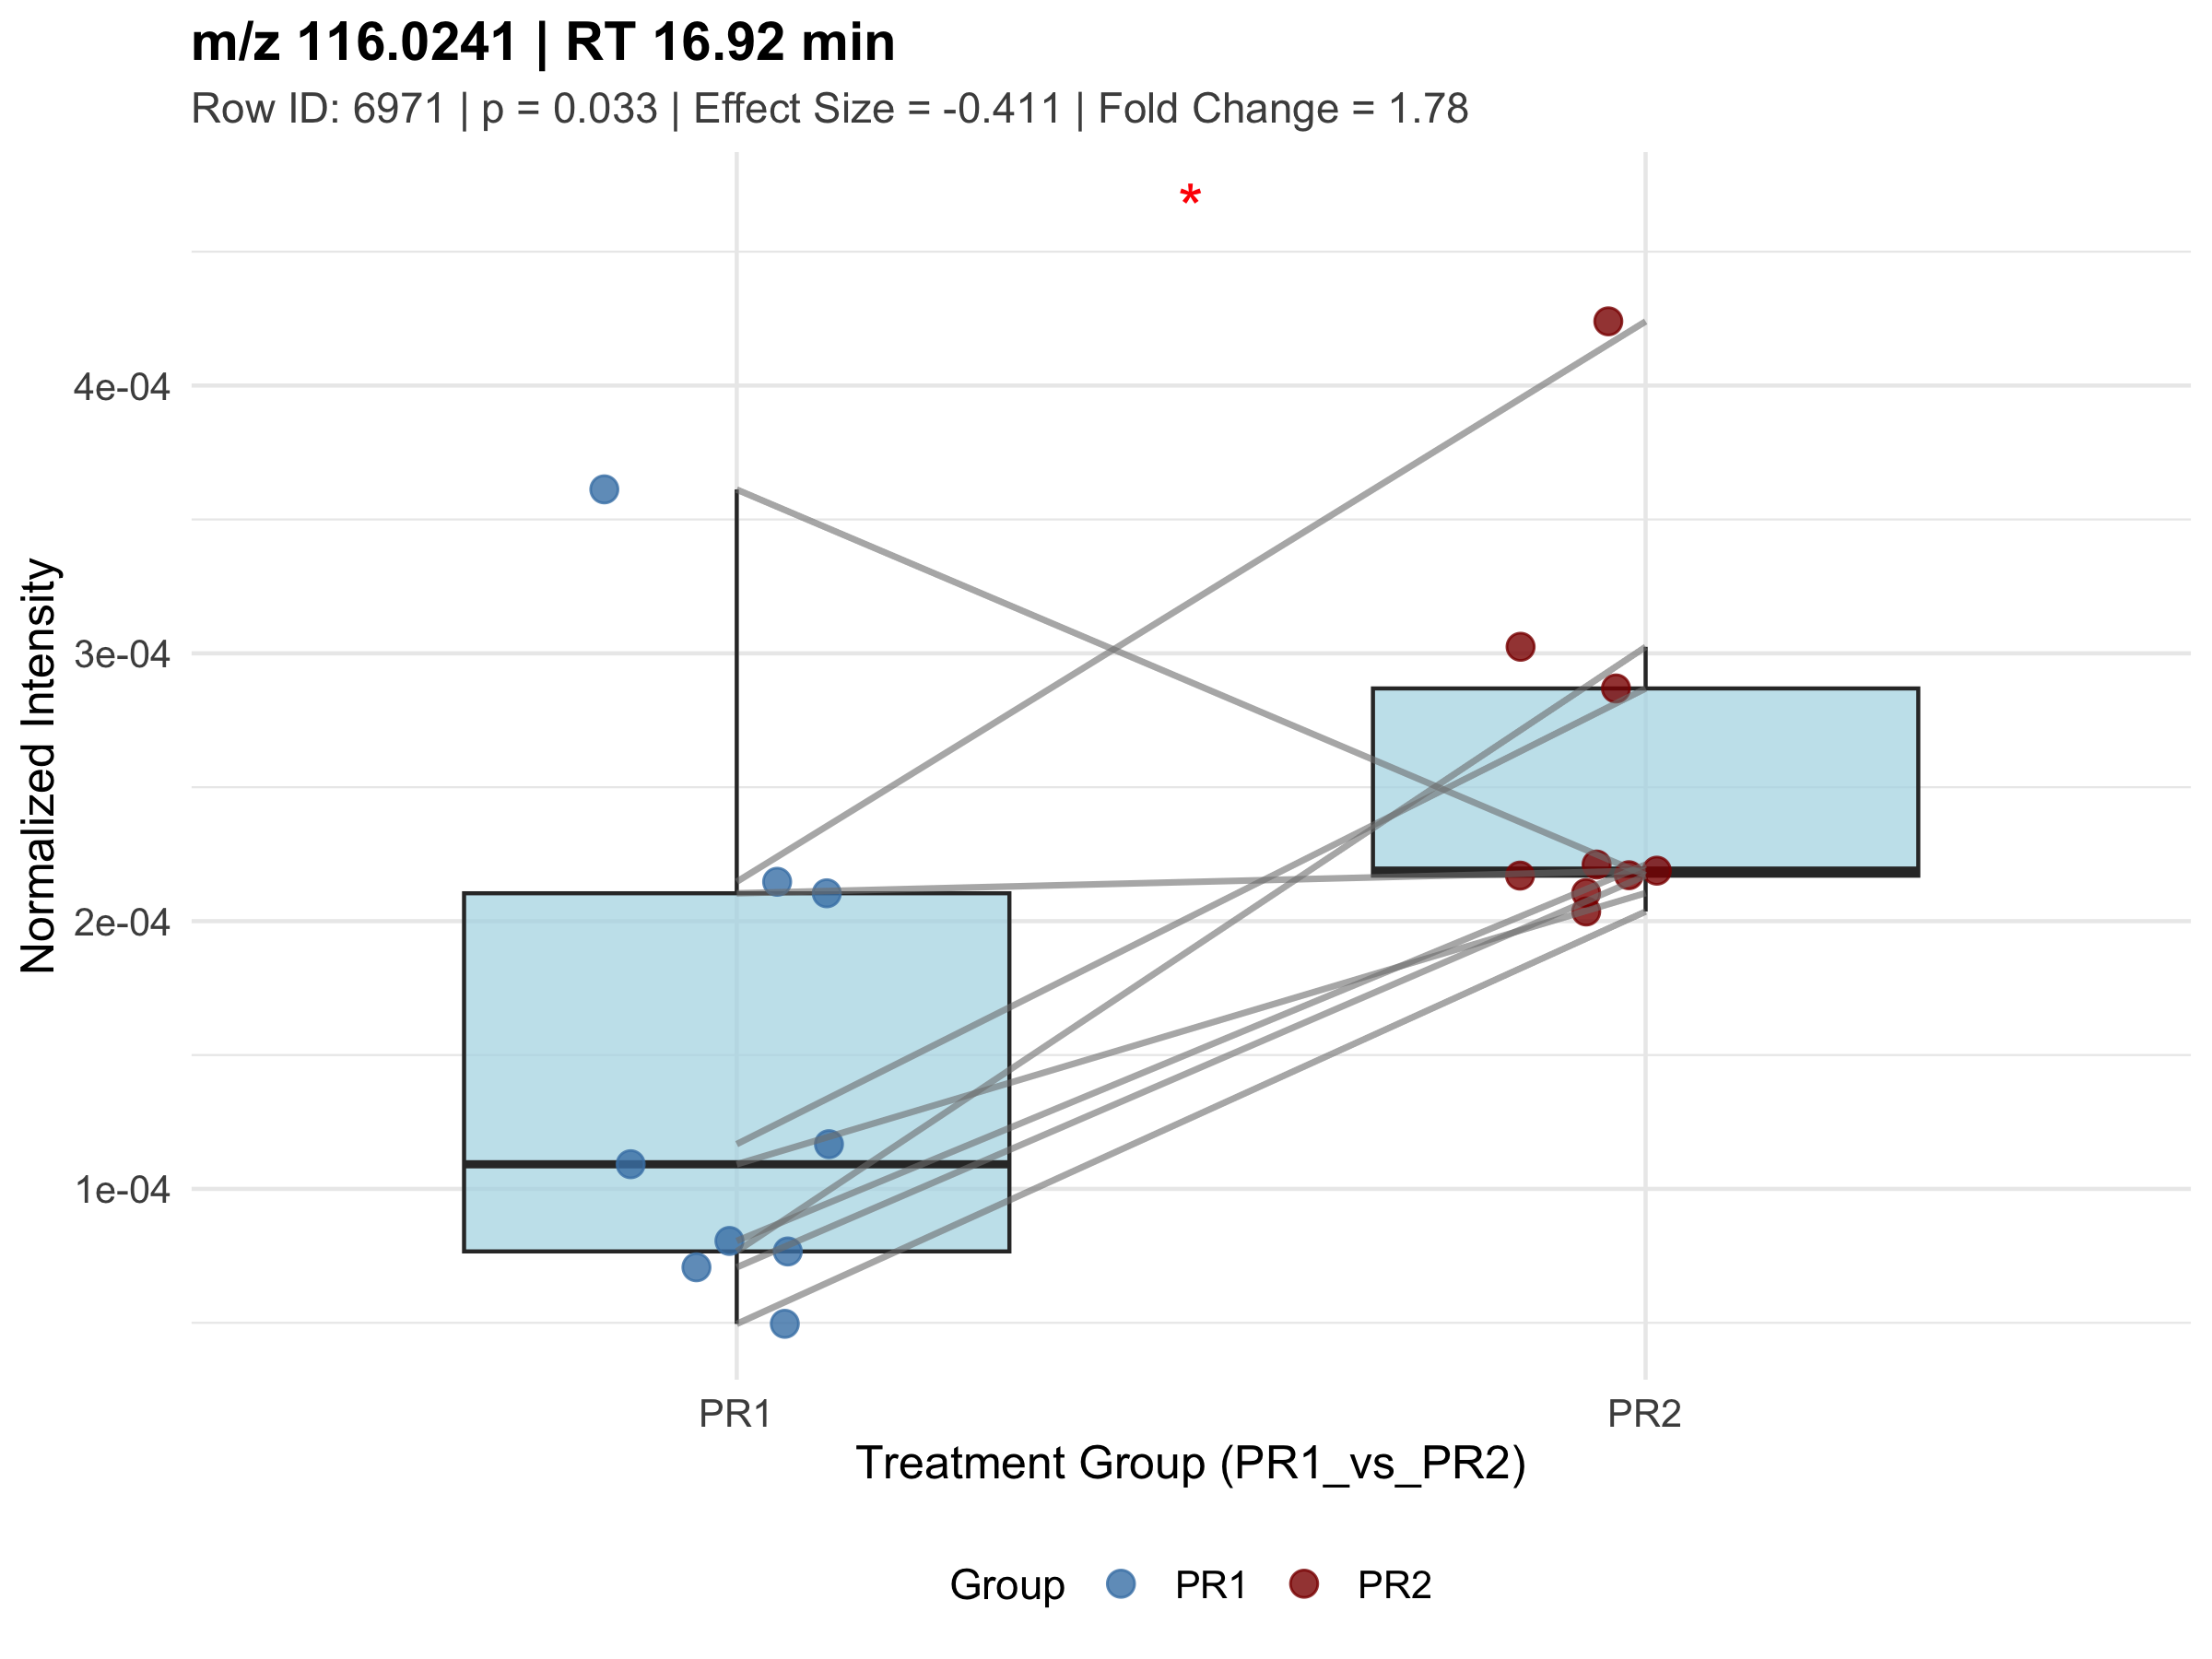 m/z 116.0241 | RT 16.92 min
Row ID: 6971 | p = 0.033 | Effect Size = -0.411 | Fold Change = 1.78
*
Normalized Intensity
4e-04
3e-04
2e-04
1e-04
PR1 PR2
Treatment Group (PR1_vs_PR2)
Group PR1 PR2